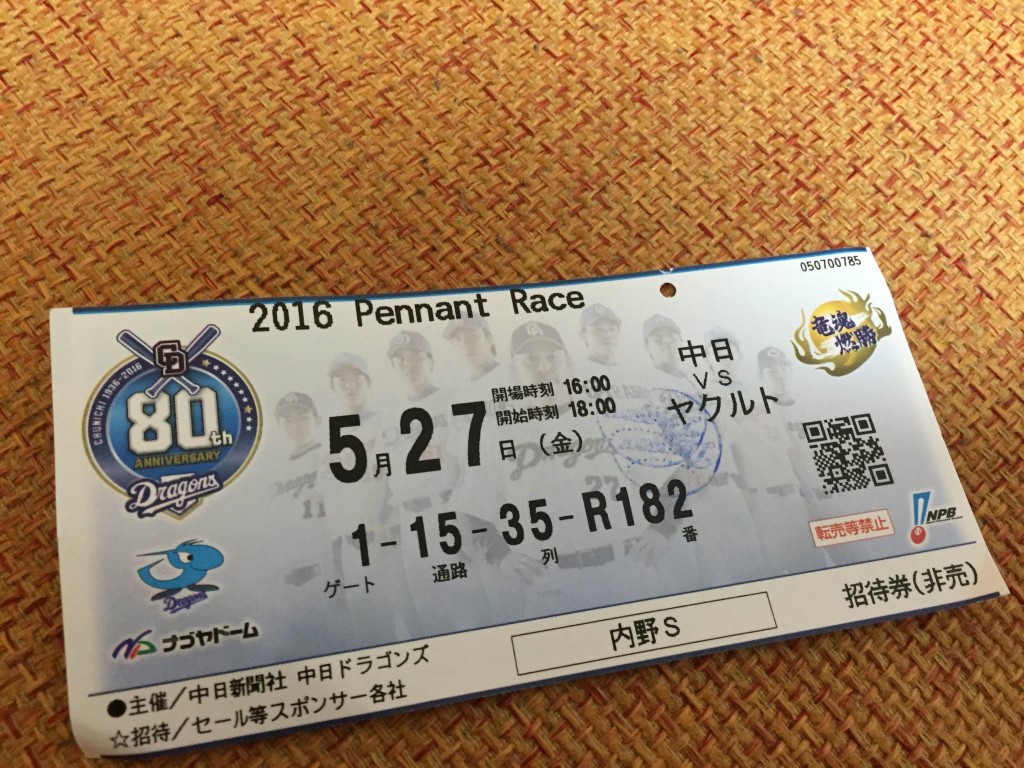 050700785
2016 Pennant Race
CHUNICHI 1936-2016
CD
80th
ANNIVERSARY
Dragons
開場時刻 16:00
開始時刻 18:00
5月27日(金)
中日
VS
ヤクルト
竜魂
燃勝
1-15-35-R182
ゲート 通路 列 番
転売等禁止
NPB
Dragons
ナゴヤドーム
招待券(非売)
内野S
●主催/中日新聞社 中日ドラゴンズ
☆招待/セール等スポンサー各社